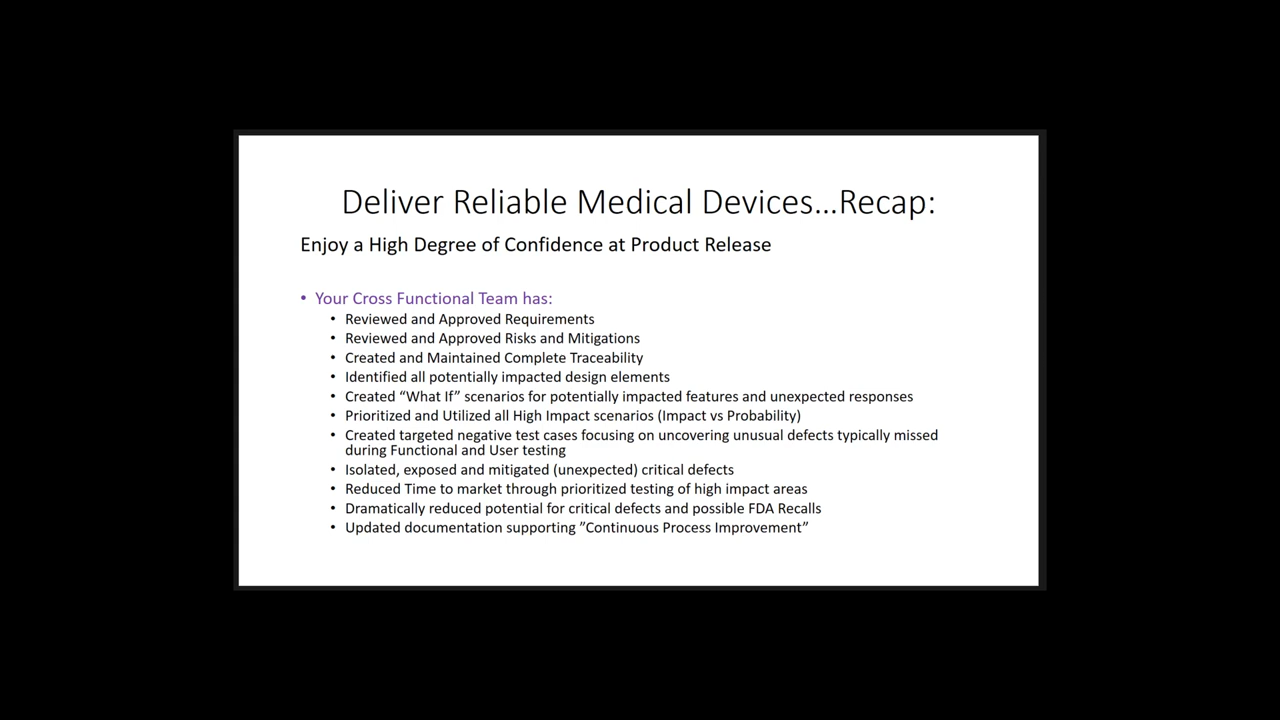 Deliver Reliable Medical Devices...Recap:
Enjoy a High Degree of Confidence at Product Release
• Your Cross Functional Team has:
• Reviewed and Approved Requirements
• Reviewed and Approved Risks and Mitigations
• Created and Maintained Complete Traceability
• Identified all potentially impacted design elements
• Created “What If” scenarios for potentially impacted features and unexpected responses
• Prioritized and Utilized all High Impact scenarios (Impact vs Probability)
• Created targeted negative test cases focusing on uncovering unusual defects typically missed
during Functional and User testing
• Isolated, exposed and mitigated (unexpected) critical defects
• Reduced Time to market through prioritized testing of high impact areas
• Dramatically reduced potential for critical defects and possible FDA Recalls
• Updated documentation supporting ”Continuous Process Improvement”